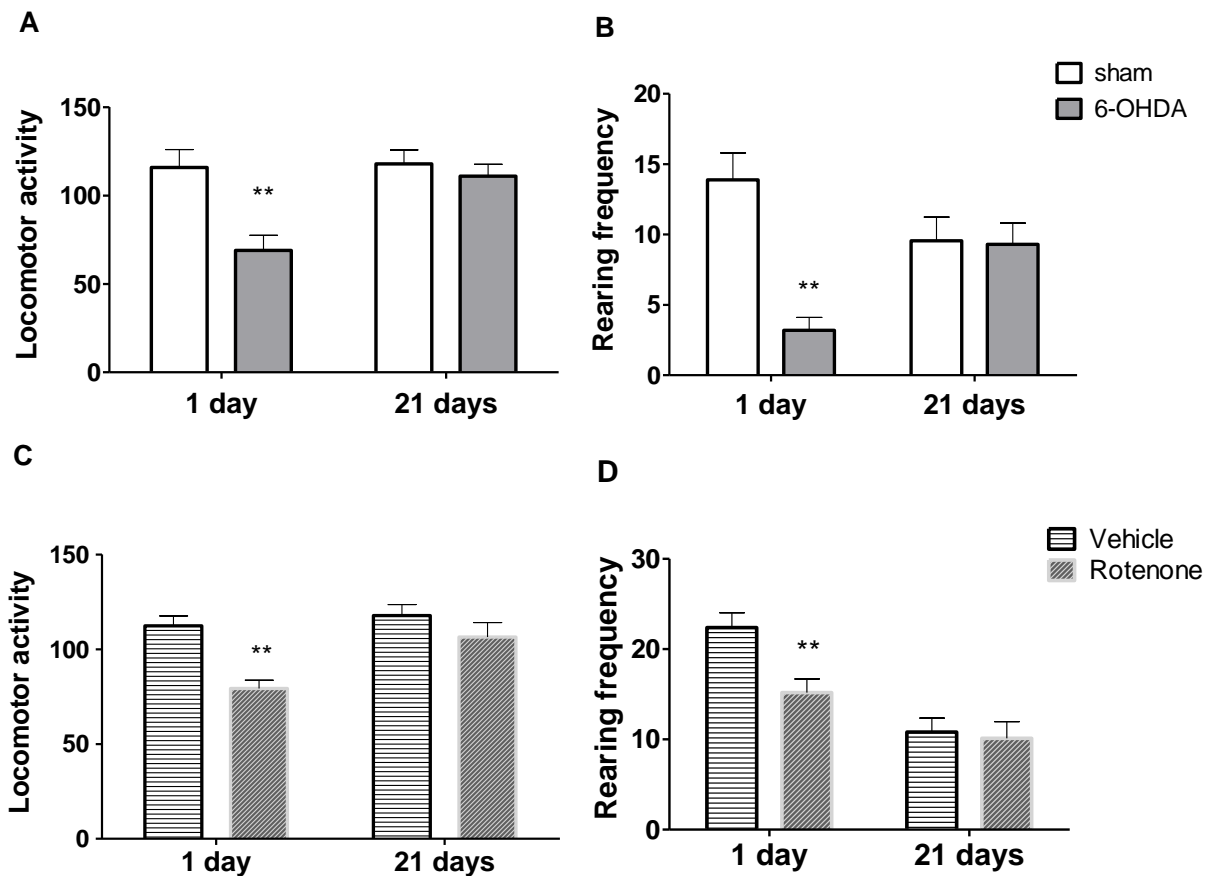 A
B
sham
6-OHDA
Locomotor activity
150
100
50
0
**
1 day
21 days
Rearing frequency
20
15
10
5
0
**
1 day
21 days
C
D
Vehicle
Rotenone
Locomotor activity
150
100
50
0
**
1 day
21 days
Rearing frequency
30
20
10
0
**
1 day
21 days